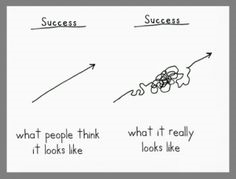 Success
what people think
it looks like
Success
what it really
looks like